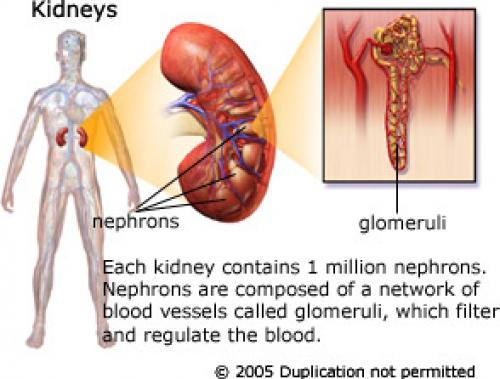 Kidneys
nephrons
glomeruli
Each kidney contains 1 million nephrons.
Nephrons are composed of a network of
blood vessels called glomeruli, which filter
and regulate the blood.
© 2005 Duplication not permitted